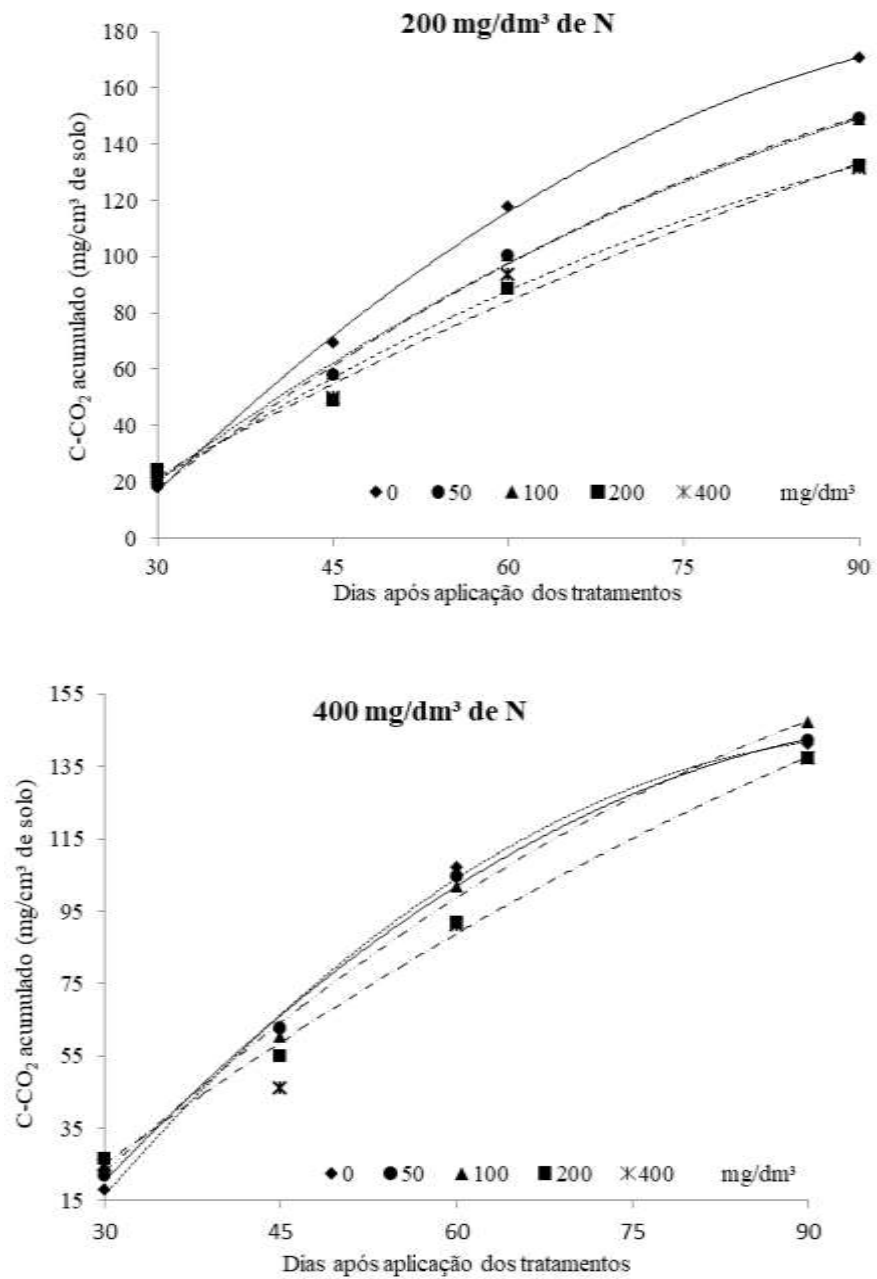 200 mg/dm³ de N
C-CO₂ acumulado (mg/cm³ de solo)
180
160
140
120
100
80
60
40
20
0
0 50 100 200 400 mg/dm³
30 45 60 75 90
Dias após aplicação dos tratamentos
400 mg/dm³ de N
C-CO₂ acumulado (mg/cm³ de solo)
155
135
115
95
75
55
35
15
0 50 100 200 400 mg/dm³
30 45 60 75 90
Dias após aplicação dos tratamentos